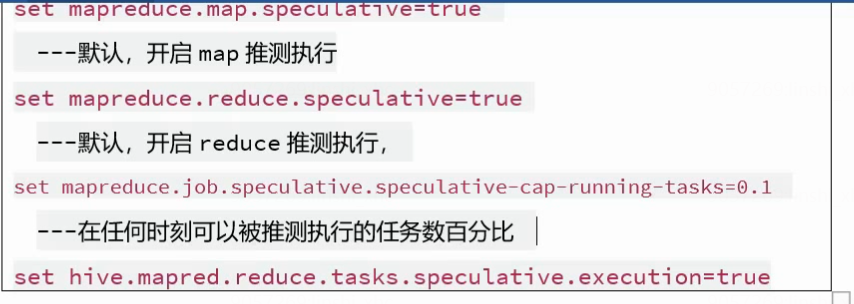 set mapreduce.map.speculative=true
---默认，开启 map 推测执行
set mapreduce.reduce.speculative=true
---默认，开启 reduce 推测执行，
set mapreduce.job.speculative.speculative-cap-running-tasks=0.1
---在任何时刻可以被推测执行的任务数百分比
set hive.mapred.reduce.tasks.speculative.execution=true